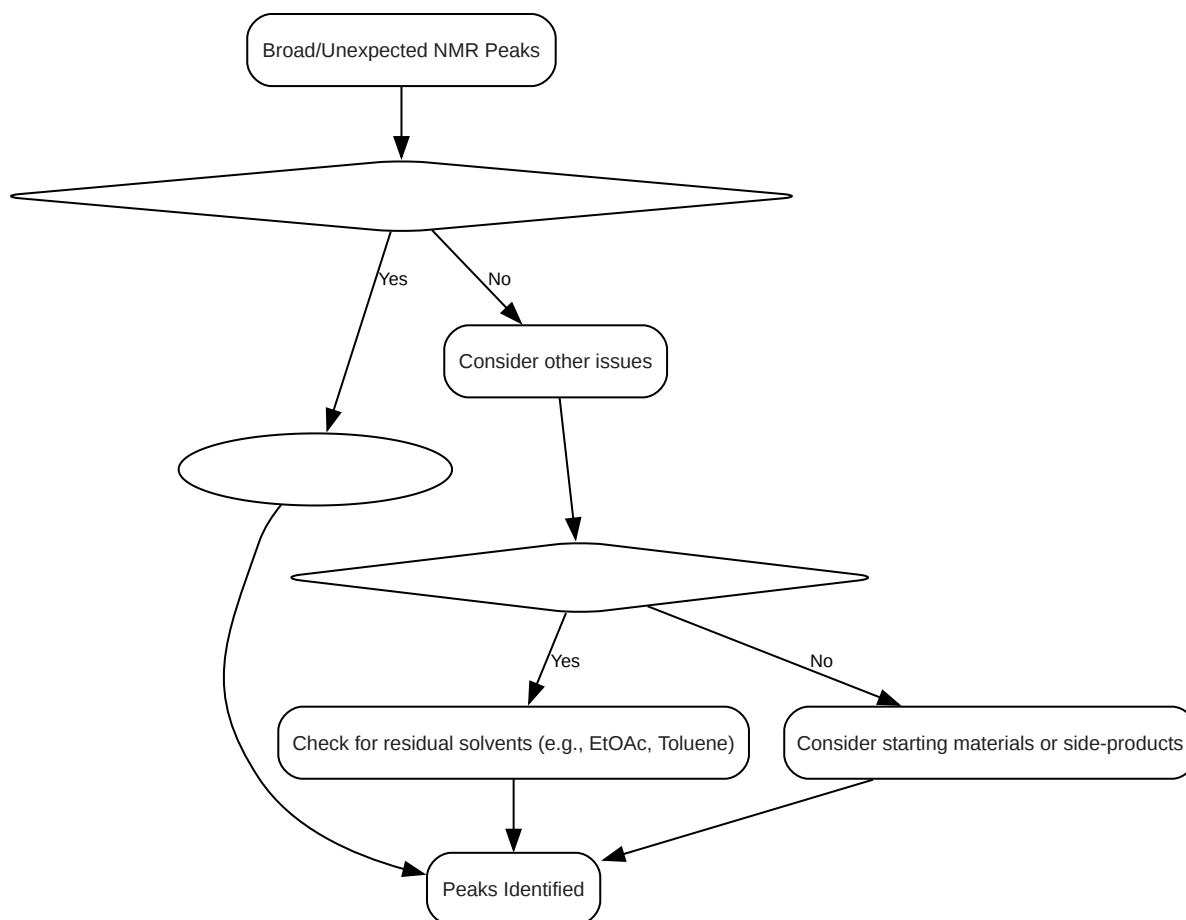 Broad/Unexpected NMR Peaks
Yes
No
Consider other issues
Yes
No
Check for residual solvents (e.g., EtOAc, Toluene)
Consider starting materials or side-products
Peaks Identified